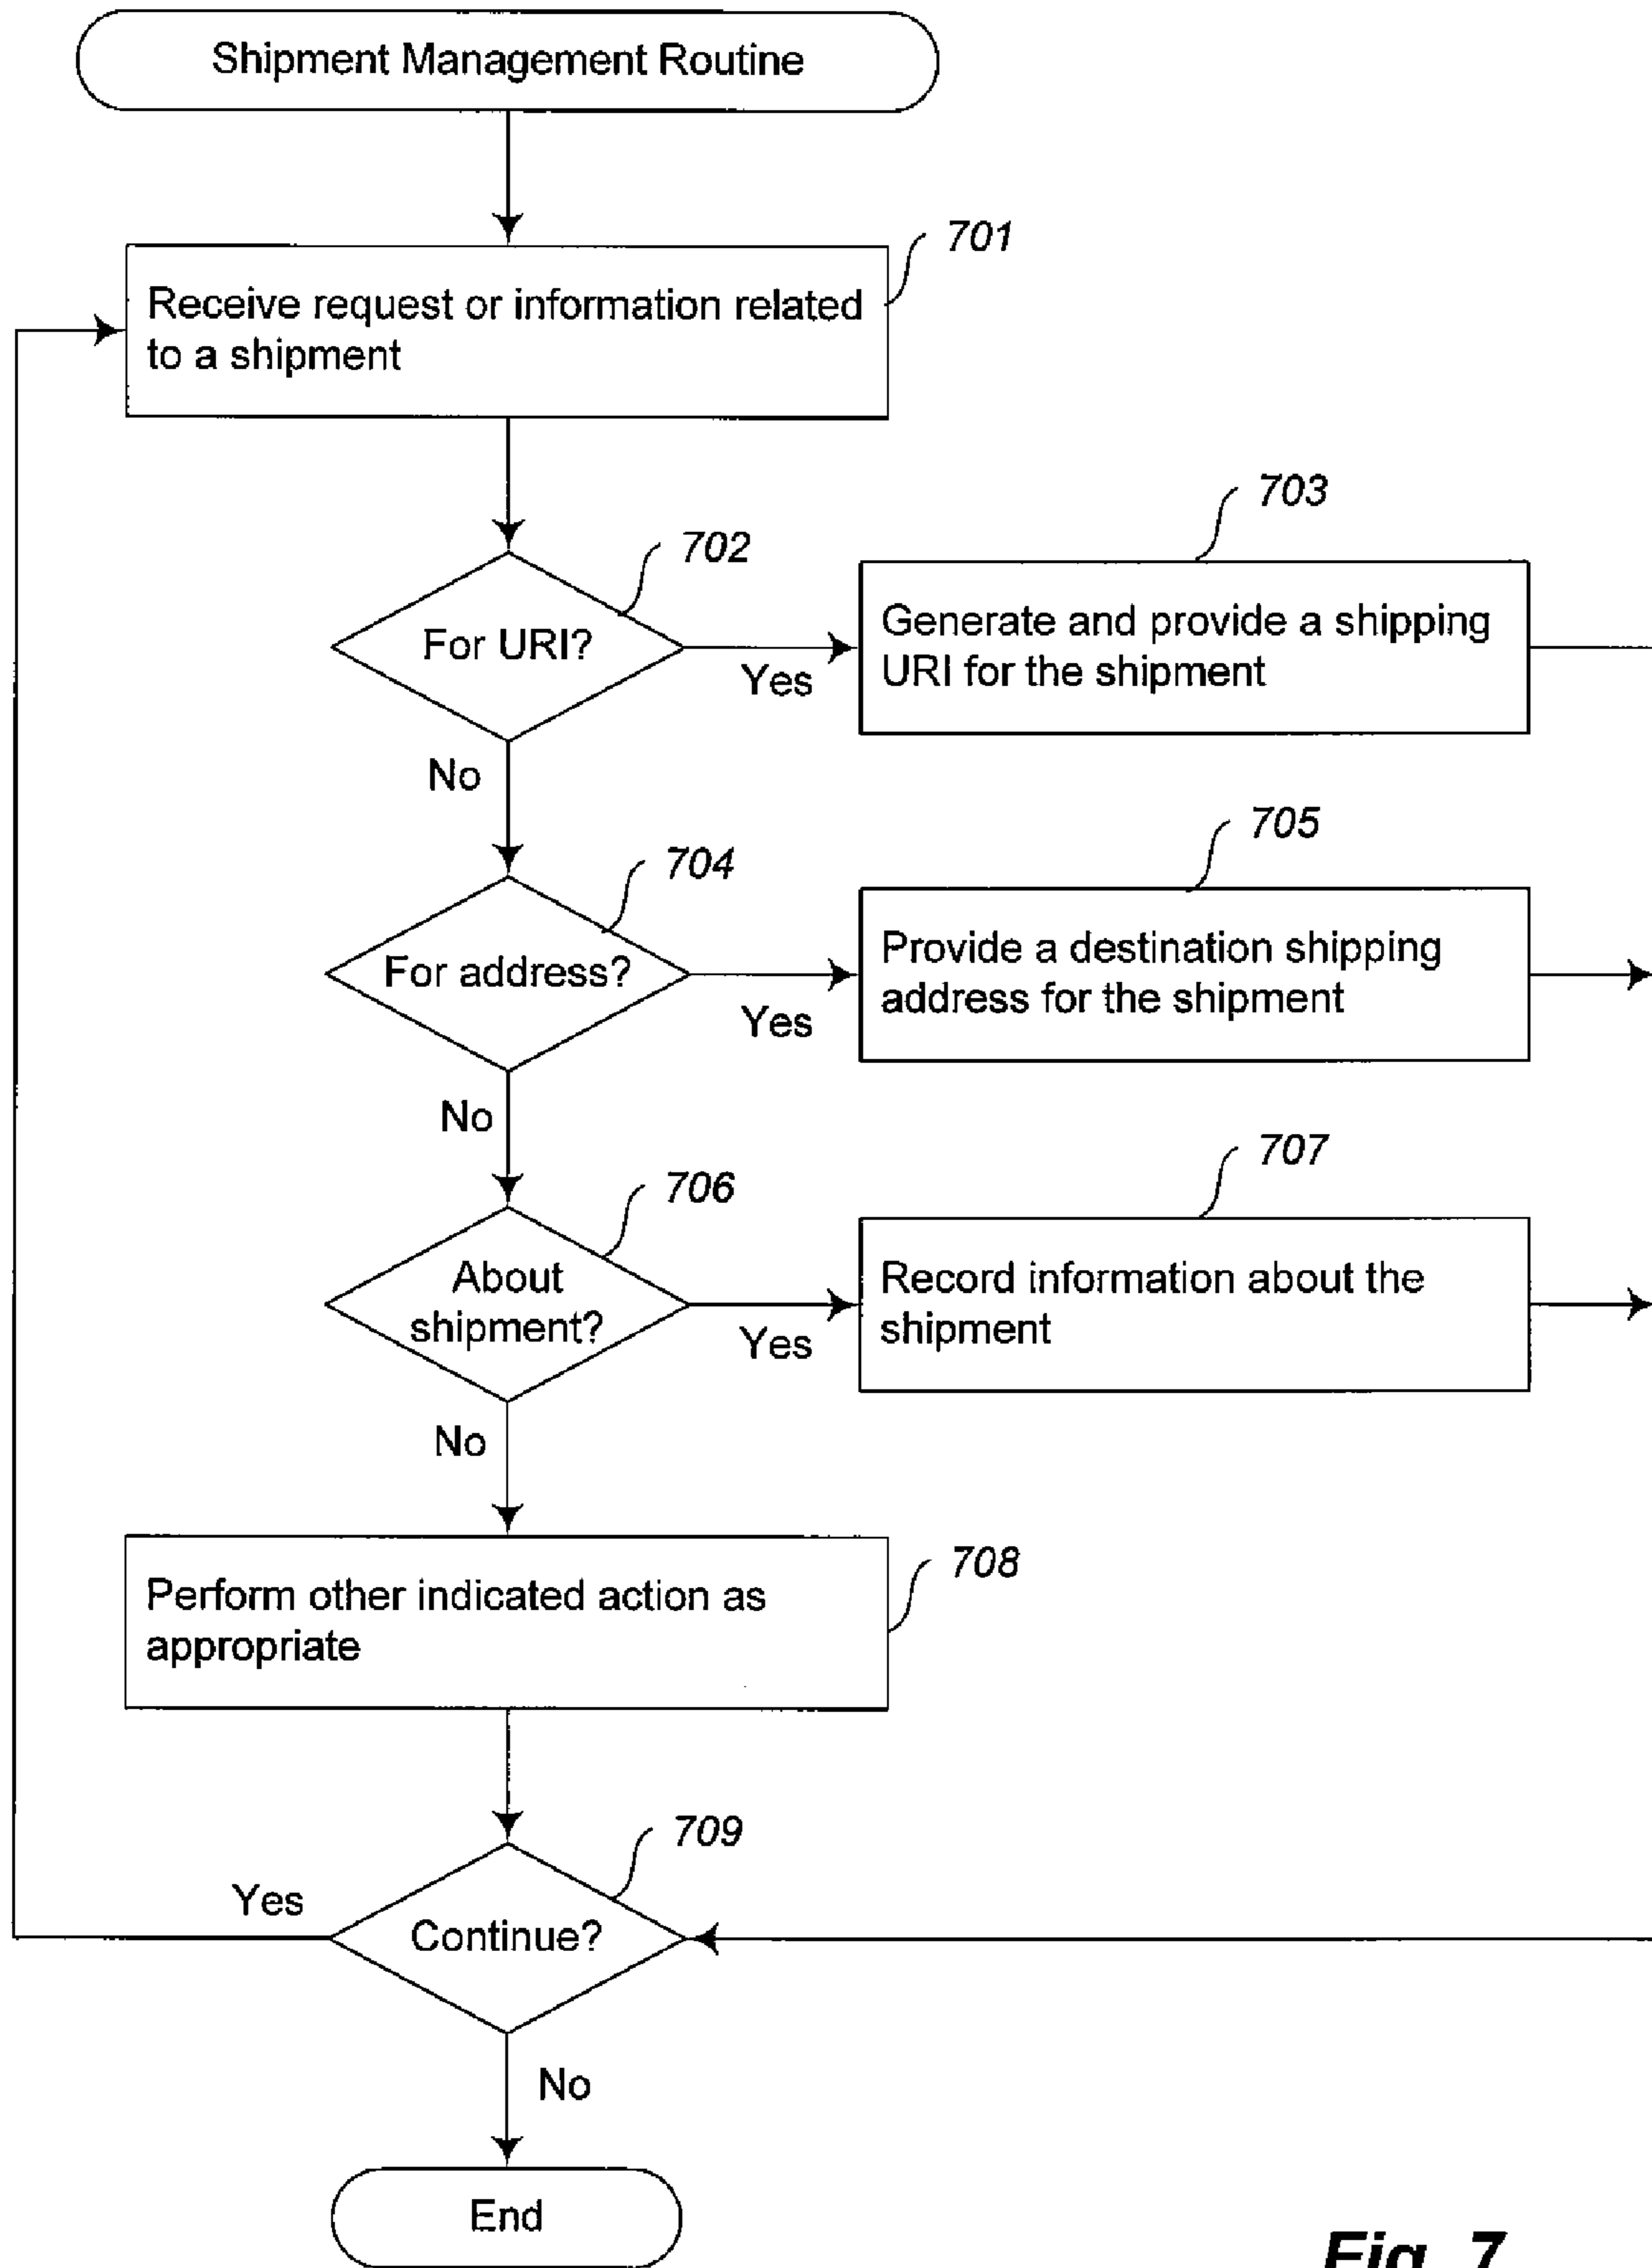 Shipment Management Routine
701
Receive request or information related
to a shipment
703
702
For URI?
Yes
Generate and provide a shipping
URI for the shipment
No
705
704
For address?
Yes
Provide a destination shipping
address for the shipment
No
707
706
About
shipment?
Yes
Record information about the
shipment
No
708
Perform other indicated action as
appropriate
709
Yes
Continue?
No
End
Fig. 7